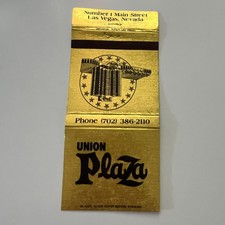 Number 1 Main Street
Las Vegas, Nevada
Phone (702) 386-2110
UNION
Plaza